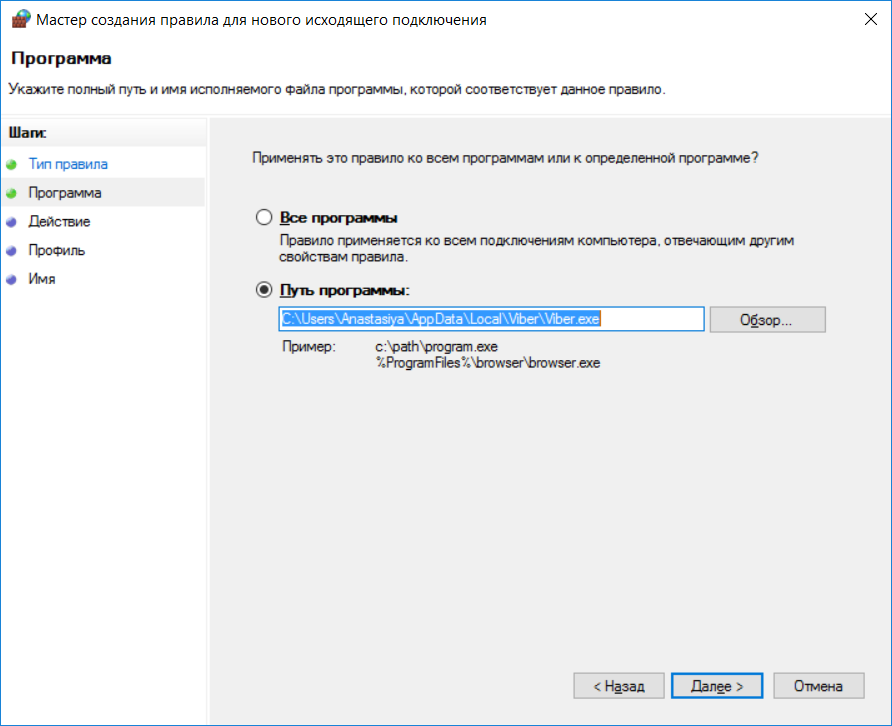 Мастер создания правила для нового исходящего подключения
Программа
Укажите полный путь и имя исполняемого файла программы, которой соответствует данное правило.
Шаги:
Тип правила
Программа
Действие
Профиль
Имя
Применять это правило ко всем программам или к определенной программе?
Все программы
Правило применяется ко всем подключениям компьютера, отвечающим другим
свойствам правила.
Путь программы:
C:\Users\Anastasiya\AppData\Local\Viber\Viber.exe
Обзор...
Пример: c:\path\program.exe
%ProgramFiles%\browser\browser.exe
< Назад
Далее >
Отмена